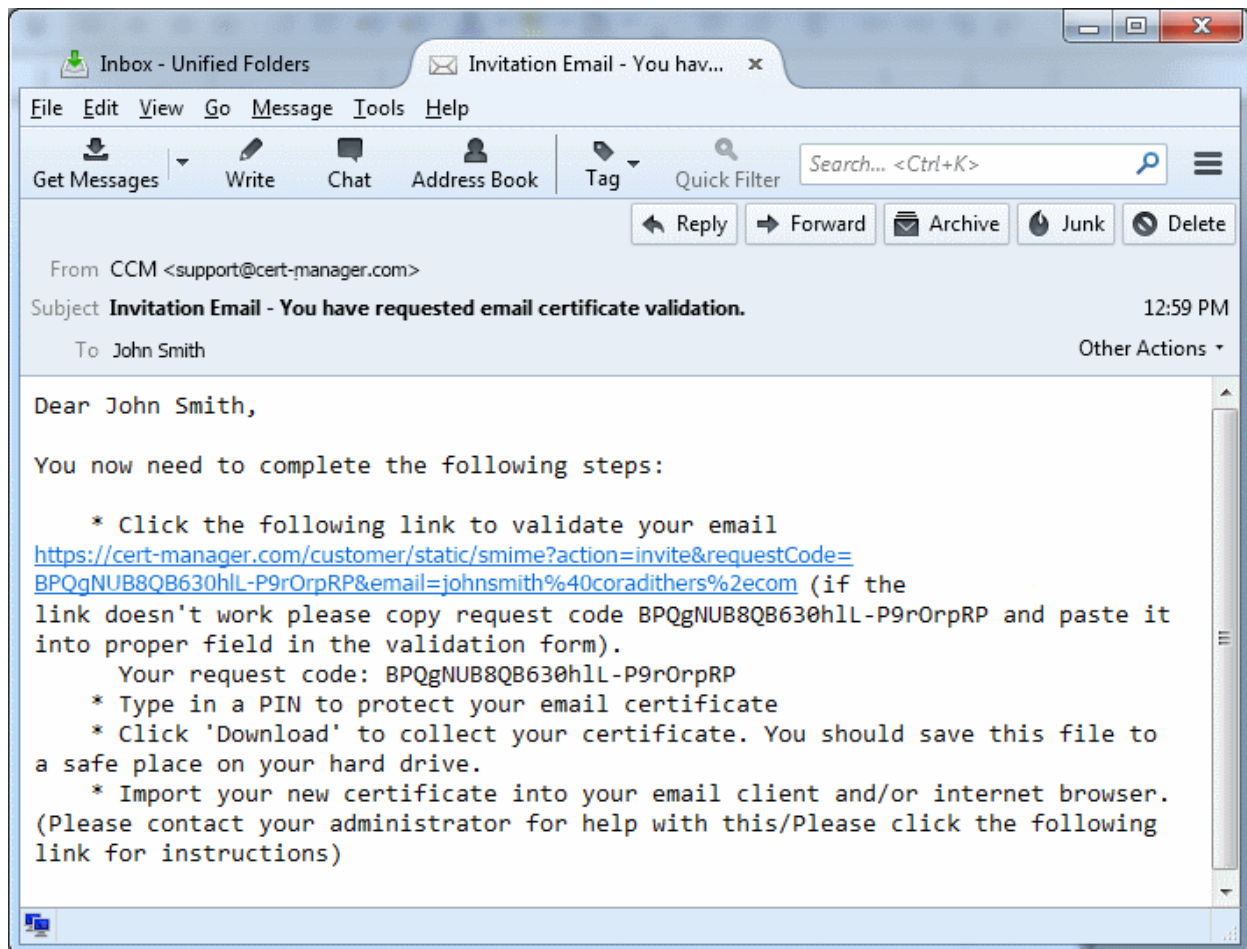 Inbox - Unified Folders
Invitation Email - You hav...
File Edit View Go Message Tools Help
Get Messages Write Chat Address Book Tag Quick Filter Search... <Ctrl+K>
Reply Forward Archive Junk Delete
From CCM <support@cert-manager.com>
Subject Invitation Email - You have requested email certificate validation. 12:59 PM
To John Smith Other Actions
Dear John Smith,
You now need to complete the following steps:
* Click the following link to validate your email
https://cert-manager.com/customer/static/smime?action=invite&requestCode=
BPQgNUB8QB630hlL-P9rOrpRP&email=johnsmith%40coradithers%2ecom (if the
link doesn't work please copy request code BPQgNUB8QB630hlL-P9rOrpRP and paste it
into proper field in the validation form).
Your request code: BPQgNUB8QB630hlL-P9rOrpRP
* Type in a PIN to protect your email certificate
* Click 'Download' to collect your certificate. You should save this file to
a safe place on your hard drive.
* Import your new certificate into your email client and/or internet browser.
(Please contact your administrator for help with this/Please click the following
link for instructions)